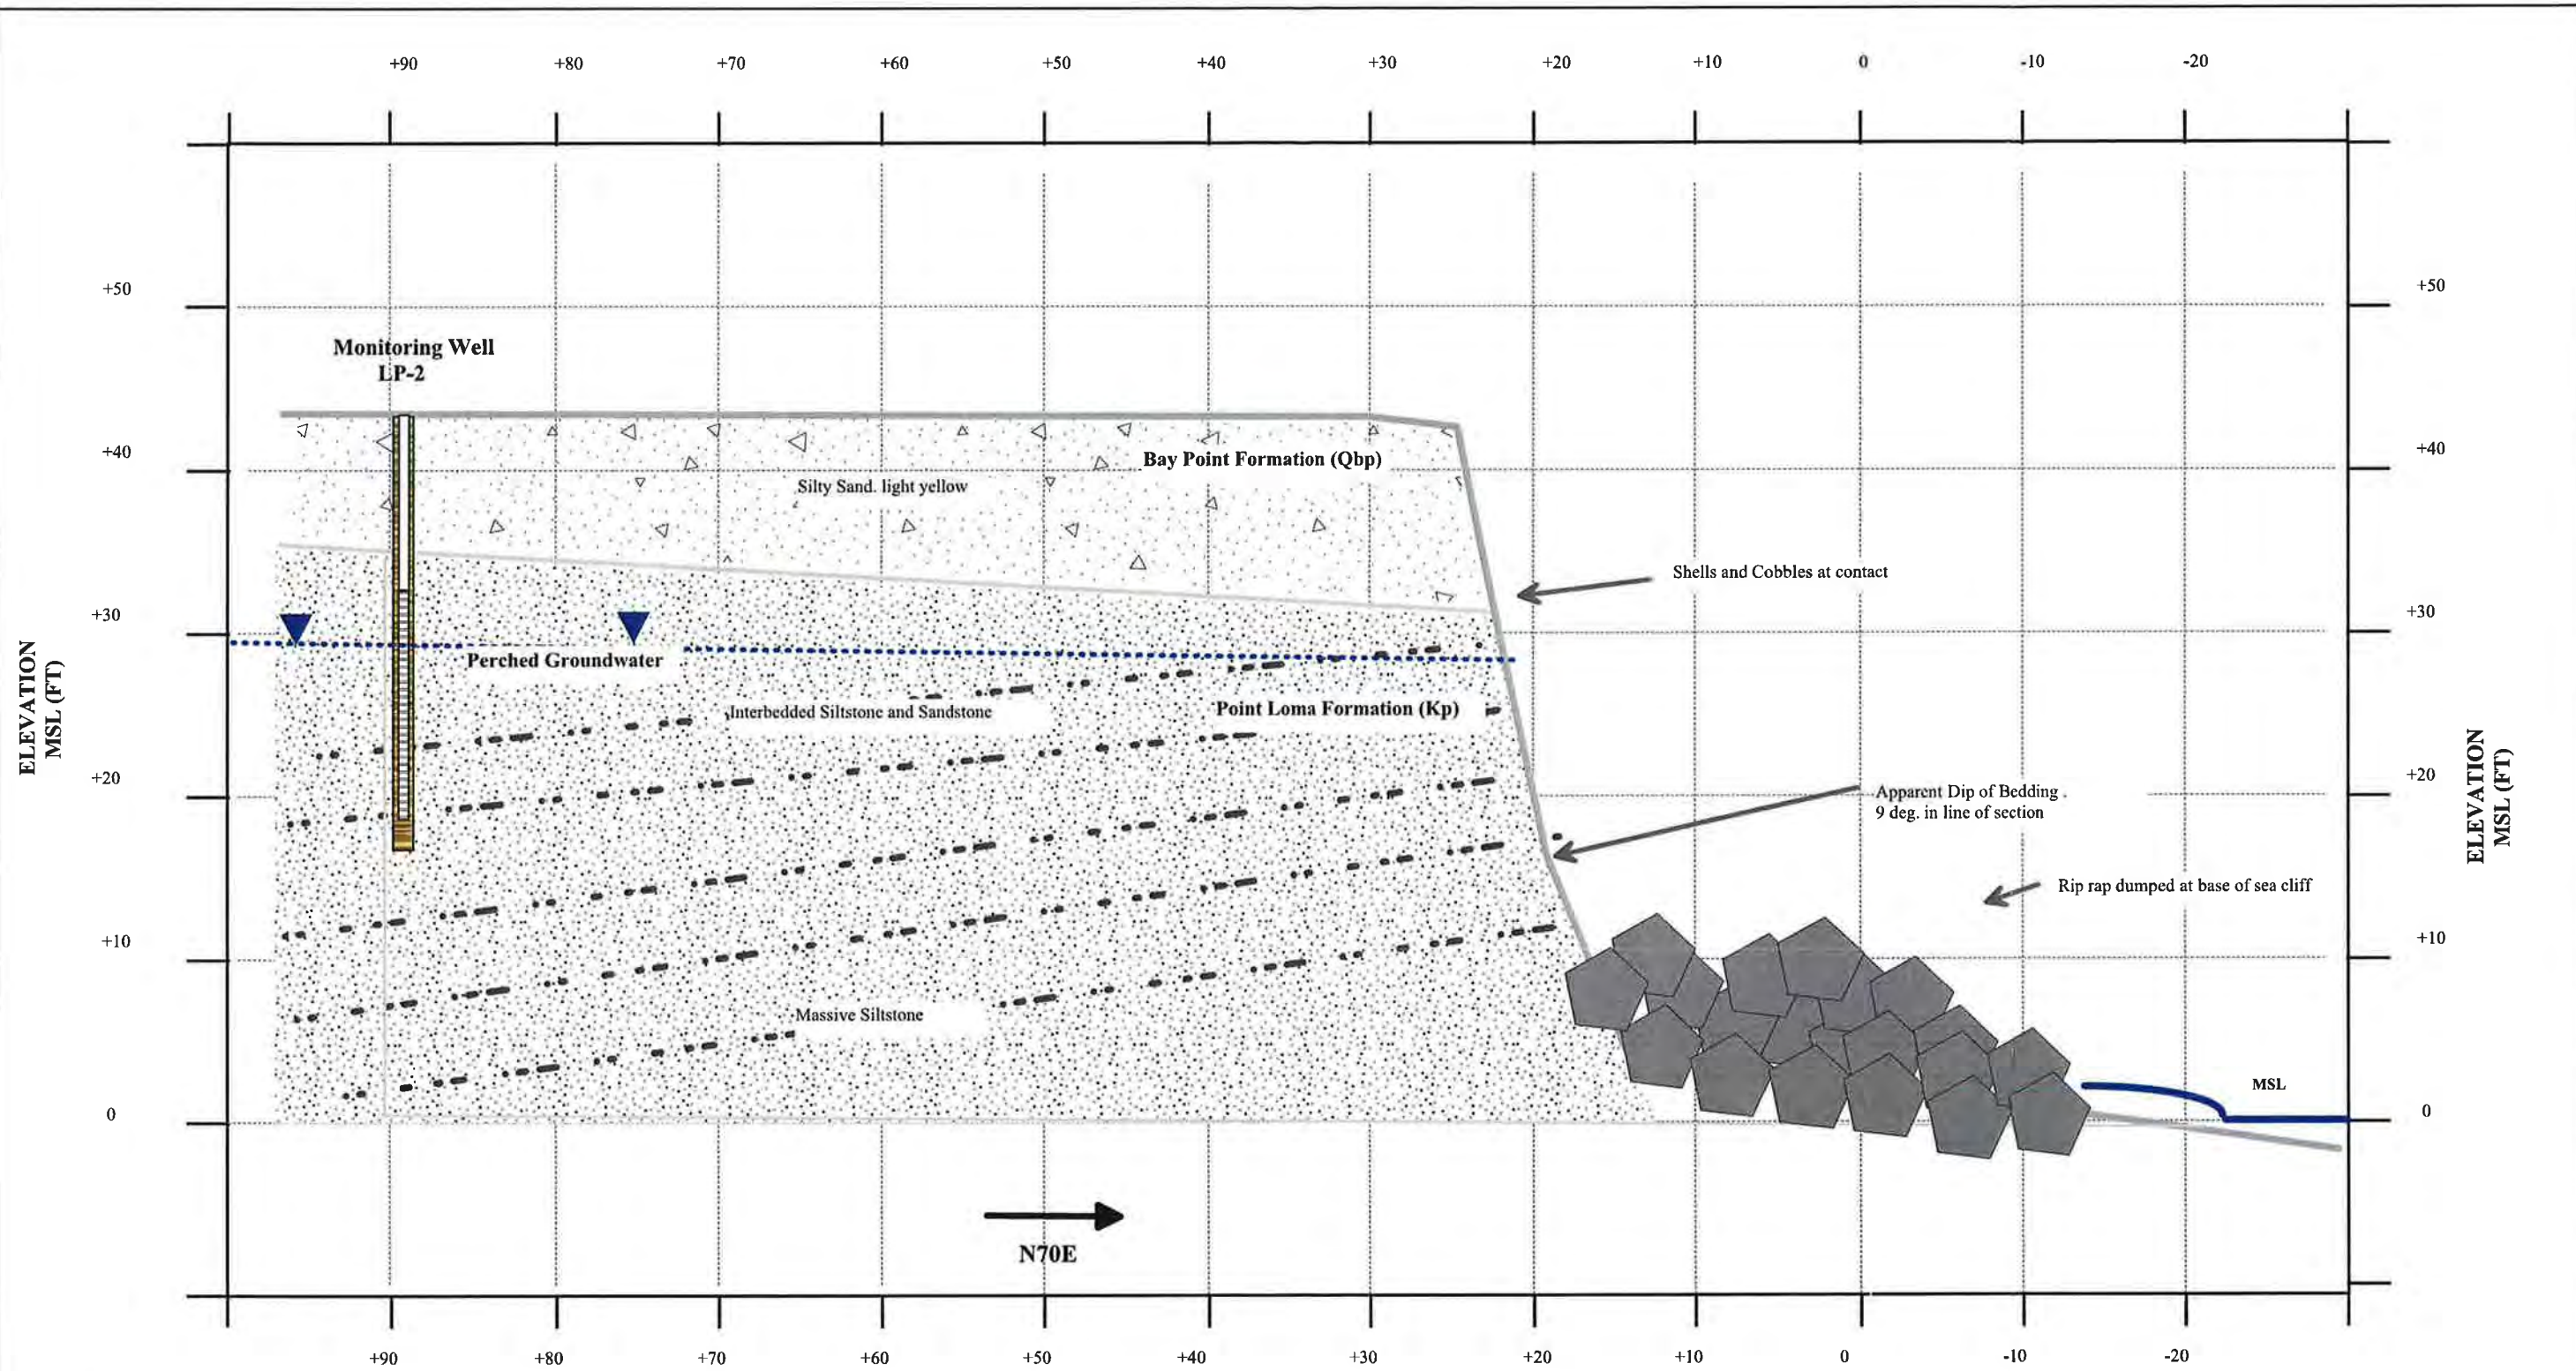 +90 +80 +70 +60 +50 +40 +30 +20 +10 0 -10 -20
+50 +50
Monitoring Well
LP-2
+40 +40
Bay Point Formation (Qbp)
Silty Sand. light yellow
Shells and Cobbles at contact
+30 +30
Perched Groundwater
Interbedded Siltstone and Sandstone
Point Loma Formation (Kp)
ELEVATION
MSL (FT)
ELEVATION
MSL (FT)
+20 +20
Apparent Dip of Bedding
9 deg. in line of section
Rip rap dumped at base of sea cliff
+10 +10
Massive Siltstone
MSL
0 0
N70E
+90 +80 +70 +60 +50 +40 +30 +20 +10 0 -10 -20